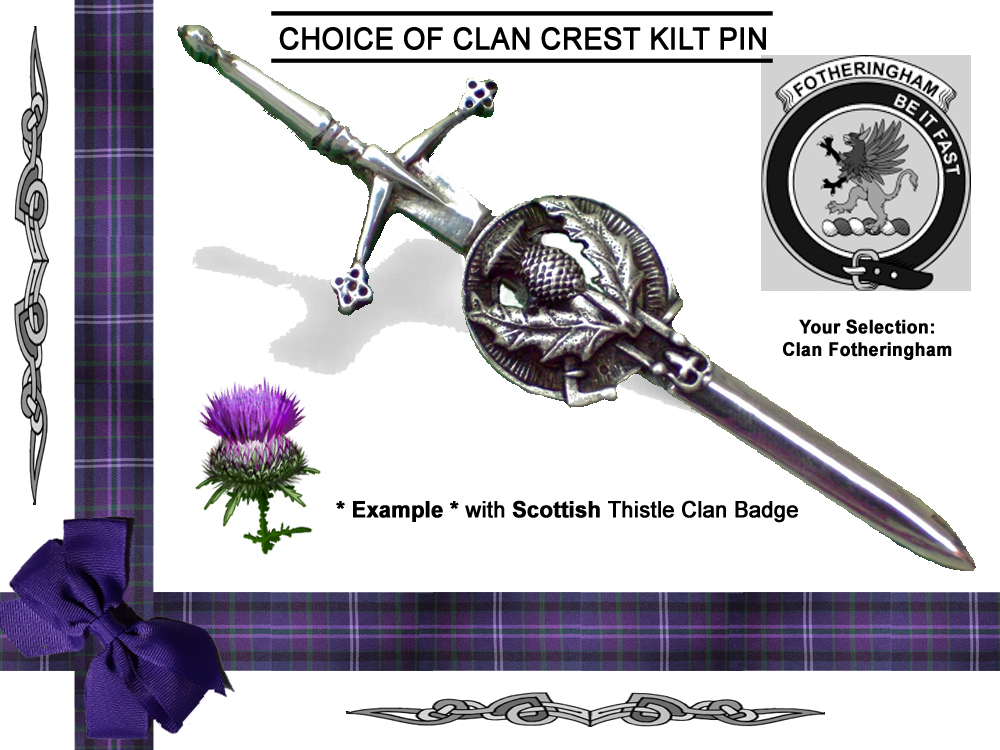 CHOICE OF CLAN CREST KILT PIN
FOTHERINGHAM
BE IT FAST
Your Selection:
Clan Fotheringham
* Example * with Scottish Thistle Clan Badge